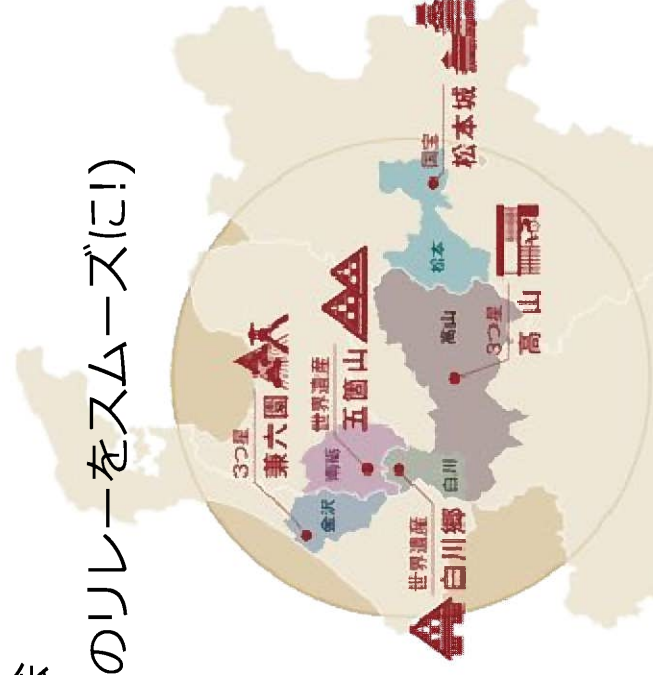 のリレーをスムーズに!)
3つ星
兼六園
世界遺産
五箇山
国宝
松本城
金沢
南砺
白川
高山
松本
世界遺産
白川郷
3つ星
高山